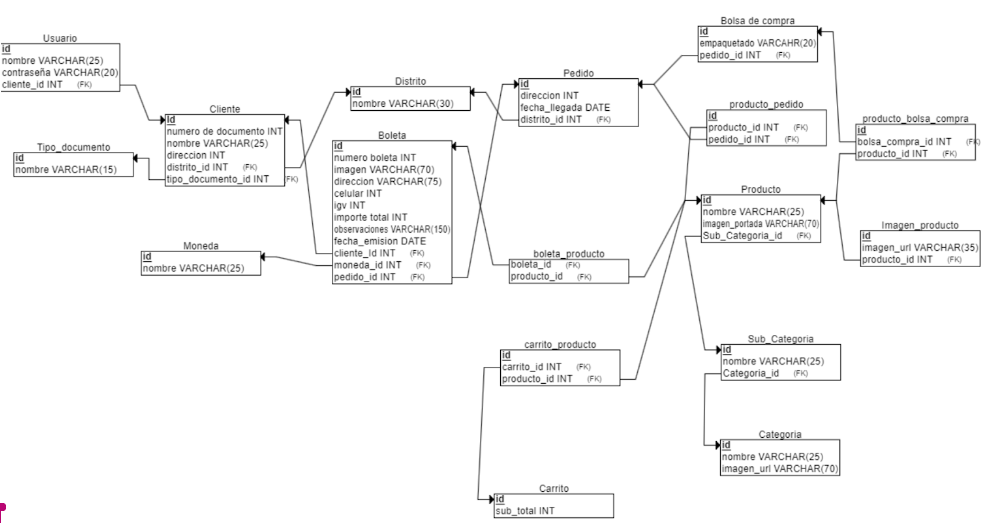 Usuario
id
nombre VARCHAR(25)
contraseña VARCHAR(20)
cliente_id INT (FK)
Tipo_documento
id
nombre VARCHAR(15)
Cliente
Id
numero de documento INT
nombre VARCHAR(25)
direccion INT
distrito_id INT (FK)
tipo_documento_id INT (FK)
Moneda
id
nombre VARCHAR(25)
Distrito
id
nombre VARCHAR(30)
Boleta
id
numero boleta INT
imagen VARCHAR(70)
direccion VARCHAR(75)
celular INT
igv INT
importe total INT
observaciones VARCHAR(150)
fecha_emision DATE
cliente_Id INT (FK)
moneda_id INT (FK)
pedido_id INT (FK)
Pedido
id
direccion INT
fecha_llegada DATE
distrito_id INT (FK)
boleta_producto
boleta_id (FK)
producto_id (FK)
carrito_producto
id
carrito_id INT (FK)
producto_id INT (FK)
Carrito
id
sub_total INT
Bolsa de compra
id
empaquetado VARCAHR(20)
pedido_id INT (FK)
producto_pedido
id
producto_id INT (FK)
pedido_id INT (FK)
producto_bolsa_compra
id
bolsa_compra_id INT (FK)
producto_id INT (FK)
Producto
id
nombre VARCHAR(25)
imagen_portada VARCHAR(70)
Sub_Categoria_id (FK)
Imagen_producto
id
imagen_url VARCHAR(35)
producto_id INT (FK)
Sub_Categoria
id
nombre VARCHAR(25)
Categoria_id (FK)
Categoria
id
nombre VARCHAR(25)
imagen_url VARCHAR(70)